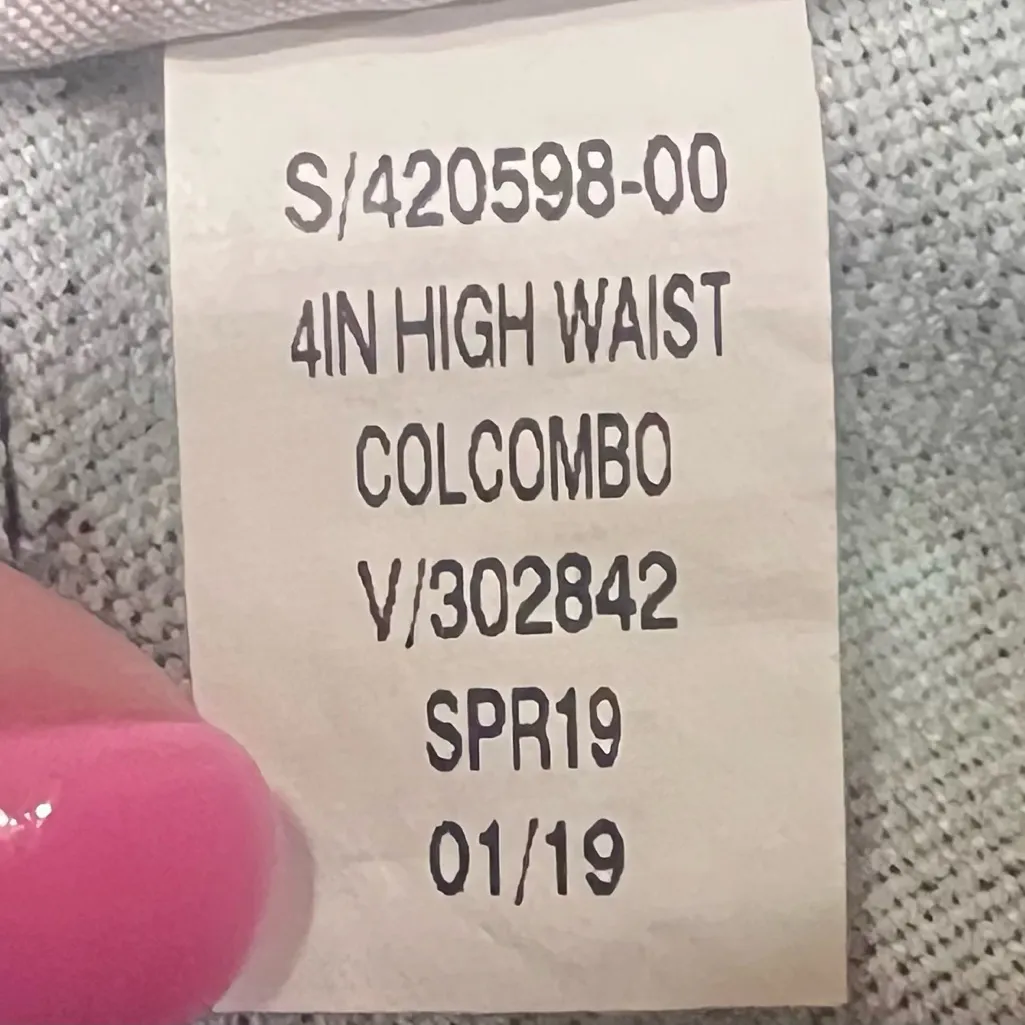 S/420598-00
4IN HIGH WAIST
COLCOMBO
V/302842
SPR19
01/19